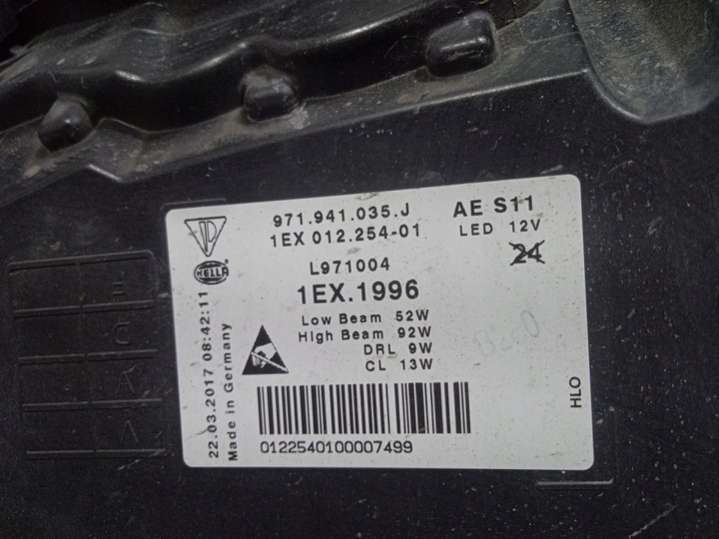 971.941.035.J
AE S11
1EX 012.254-01
LED 12V
24
HELLA
L971004
1EX.1996
Low Beam 52W
High Beam 92W
DRL 9W
CL 13W
22.03.2017 08:42:11
Made in Germany
HLO
0122540100007499